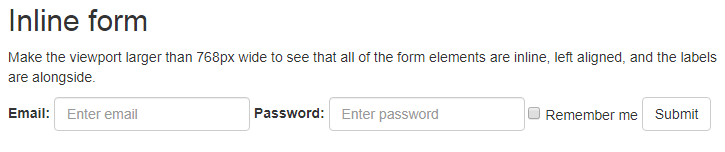 Inline form
Make the viewport larger than 768px wide to see that all of the form elements are inline, left aligned, and the labels
are alongside.
Email: Enter email Password: Enter password Remember me Submit